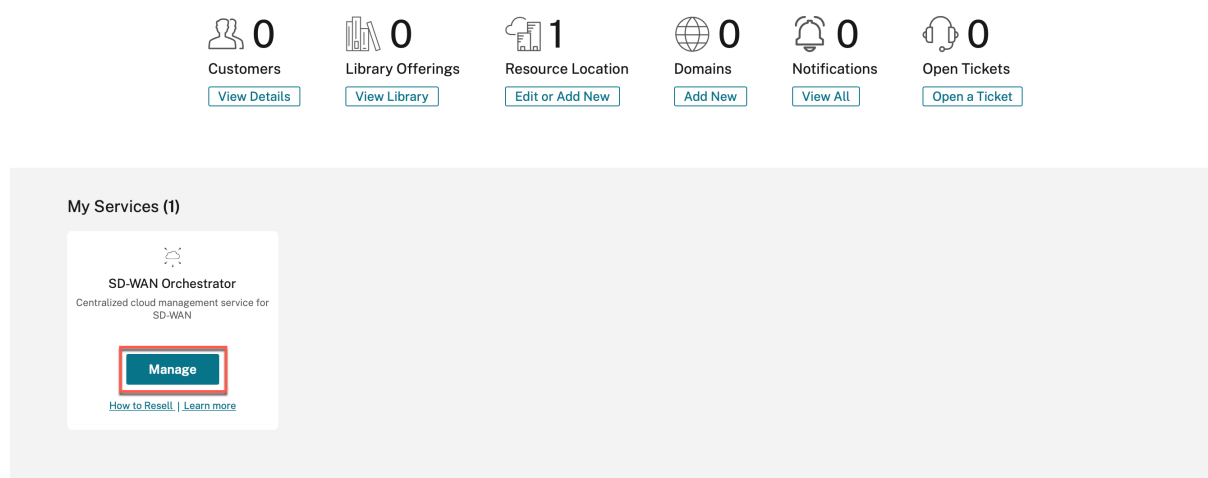 0 0 1 0 0 0
Customers Library Offerings Resource Location Domains Notifications Open Tickets
View Details View Library Edit or Add New Add New View All Open a Ticket
My Services (1)
SD-WAN Orchestrator
Centralized cloud management service for
SD-WAN
Manage
How to Resell | Learn more